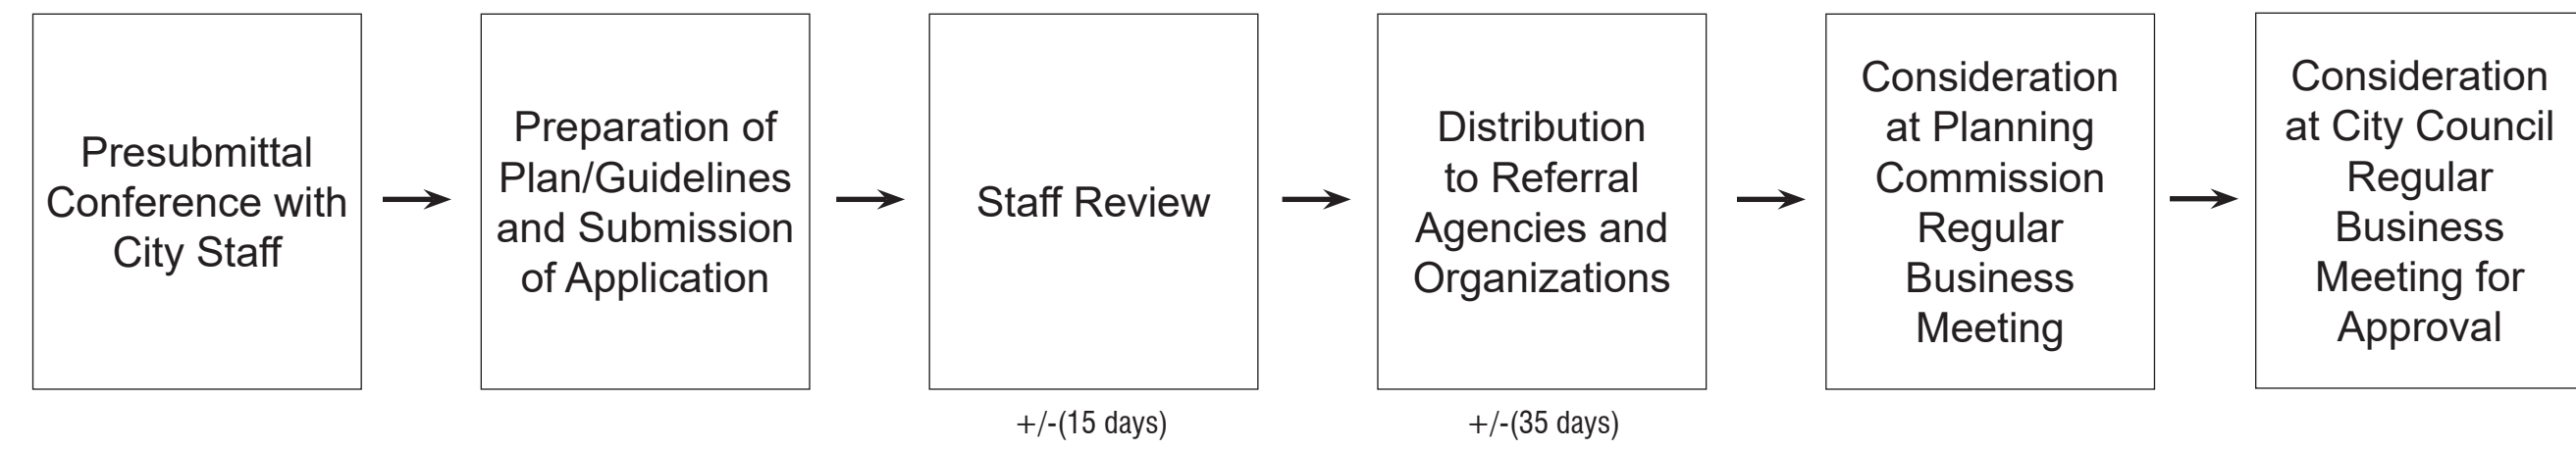 Presubmittal
Conference with
City Staff
Preparation of
Plan/Guidelines
and Submission
of Application
Staff Review
+/-(15 days)
Distribution
to Referral
Agencies and
Organizations
+/-(35 days)
Consideration
at Planning
Commission
Regular
Business
Meeting
Consideration
at City Council
Regular
Business
Meeting for
Approval